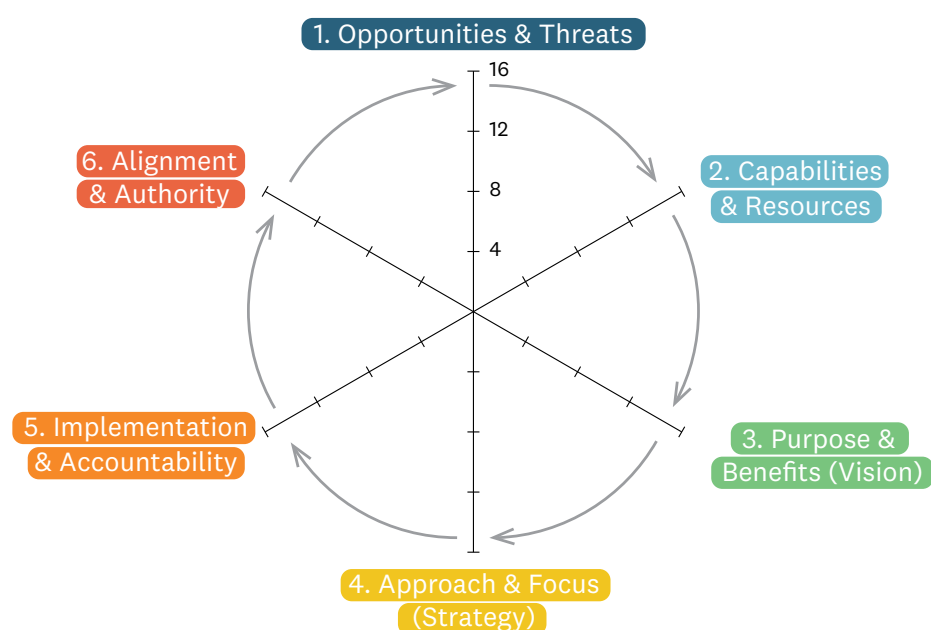 1. Opportunities & Threats
16
12
8
4
2. Capabilities
& Resources
3. Purpose &
Benefits (Vision)
4. Approach & Focus
(Strategy)
5. Implementation
& Accountability
6. Alignment
& Authority